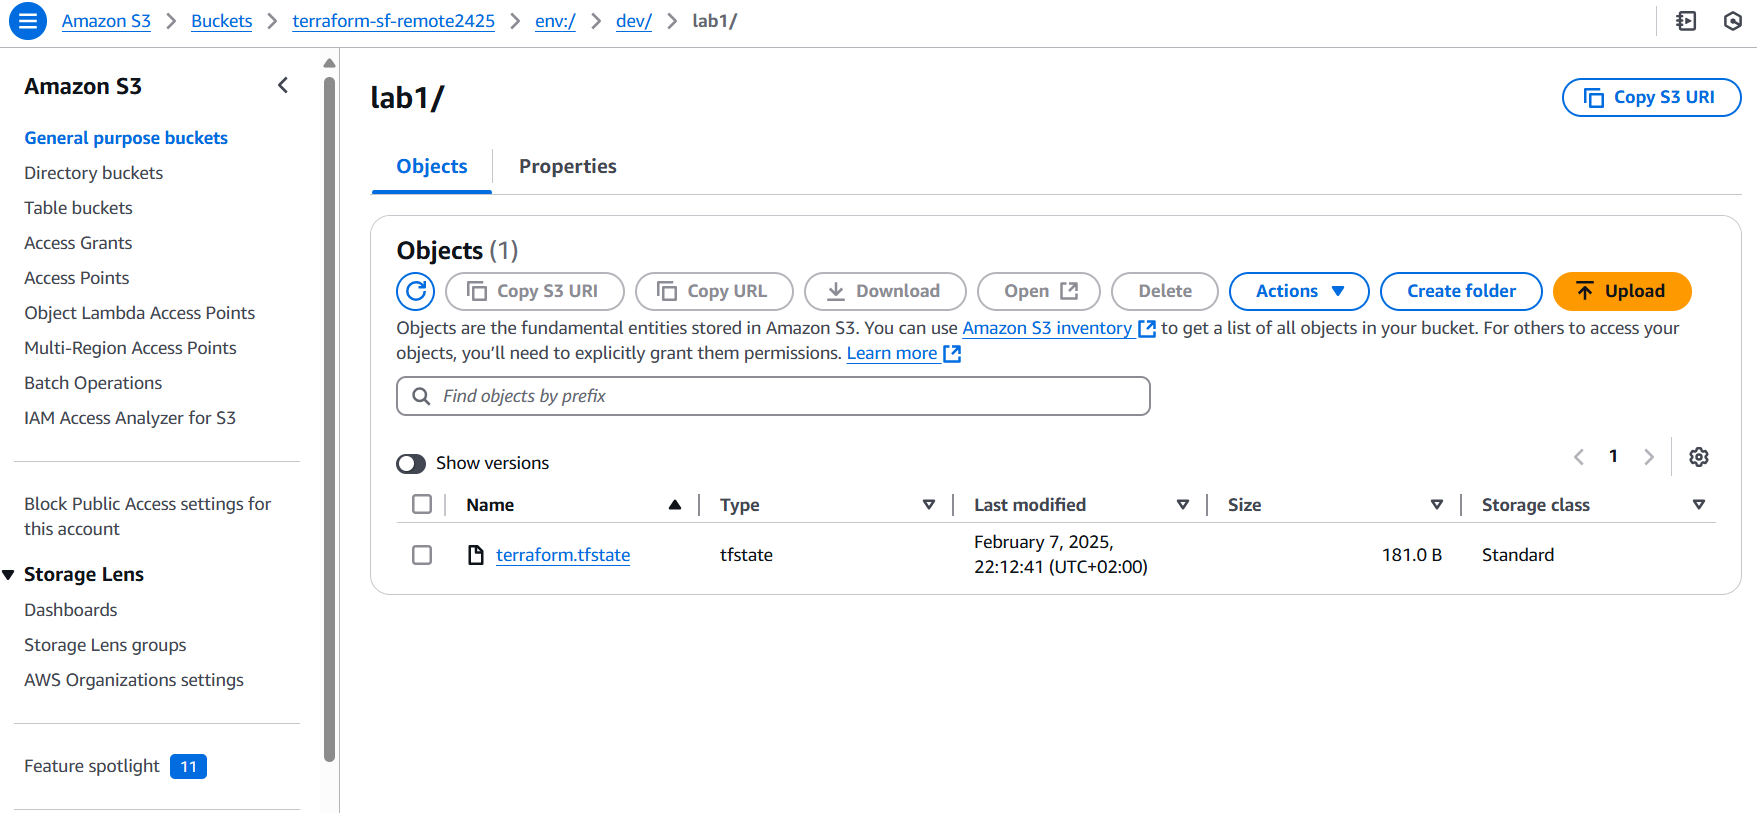 Amazon S3 > Buckets > terraform-sf-remote2425 > env:/ > dev/ > lab1/
Amazon S3
General purpose buckets
Directory buckets
Table buckets
Access Grants
Access Points
Object Lambda Access Points
Multi-Region Access Points
Batch Operations
IAM Access Analyzer for S3
Block Public Access settings for
this account
Storage Lens
Dashboards
Storage Lens groups
AWS Organizations settings
Feature spotlight 11
lab1/
Copy S3 URI
Objects Properties
Objects (1)
Copy S3 URI Copy URL Download Open Delete Actions Create folder Upload
Objects are the fundamental entities stored in Amazon S3. You can use Amazon S3 inventory to get a list of all objects in your bucket. For others to access your
objects, you’ll need to explicitly grant them permissions. Learn more
Find objects by prefix
Show versions
1
Name Type Last modified Size Storage class
terraform.tfstate tfstate February 7, 2025, 181.0 B Standard
22:12:41 (UTC+02:00)